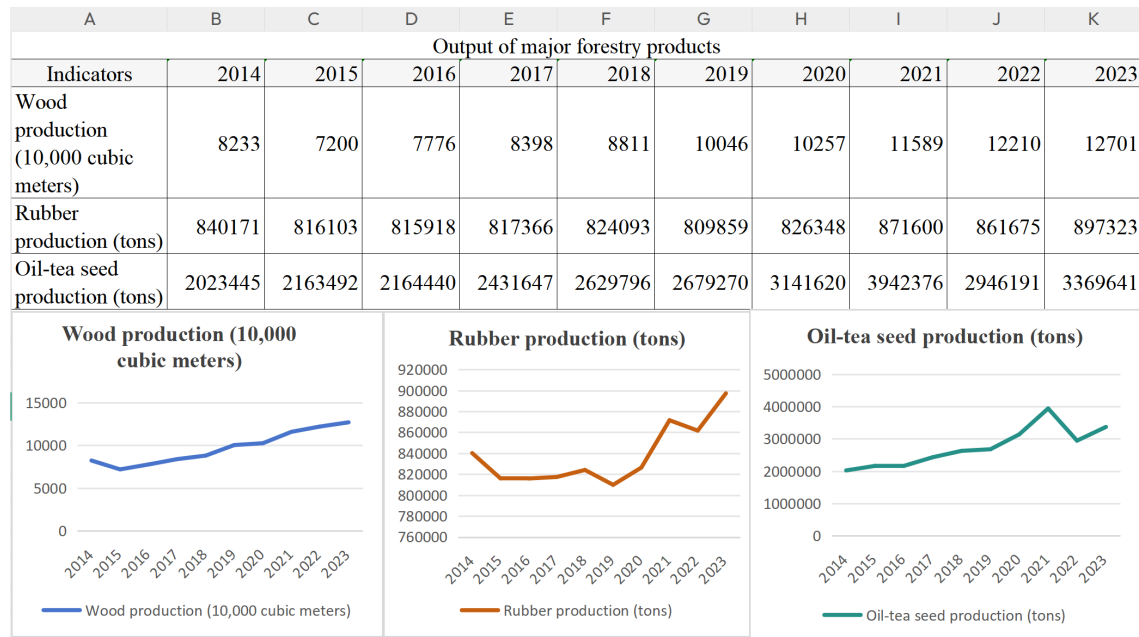 A B C D E F G H I J K
Output of major forestry products
Indicators 2014 2015 2016 2017 2018 2019 2020 2021 2022 2023
Wood
production
(10,000 cubic
meters) 8233 7200 7776 8398 8811 10046 10257 11589 12210 12701
Rubber
production (tons) 840171 816103 815918 817366 824093 809859 826348 871600 861675 897323
Oil-tea seed
production (tons) 2023445 2163492 2164440 2431647 2629796 2679270 3141620 3942376 2946191 3369641
Wood production (10,000
cubic meters)
15000
10000
5000
0
2014 2015 2016 2017 2018 2019 2020 2021 2022 2023
Wood production (10,000 cubic meters)
Rubber production (tons)
920000
900000
880000
860000
840000
820000
800000
780000
760000
2014 2015 2016 2017 2018 2019 2020 2021 2022 2023
Rubber production (tons)
Oil-tea seed production (tons)
5000000
4000000
3000000
2000000
1000000
0
2014 2015 2016 2017 2018 2019 2020 2021 2022 2023
Oil-tea seed production (tons)